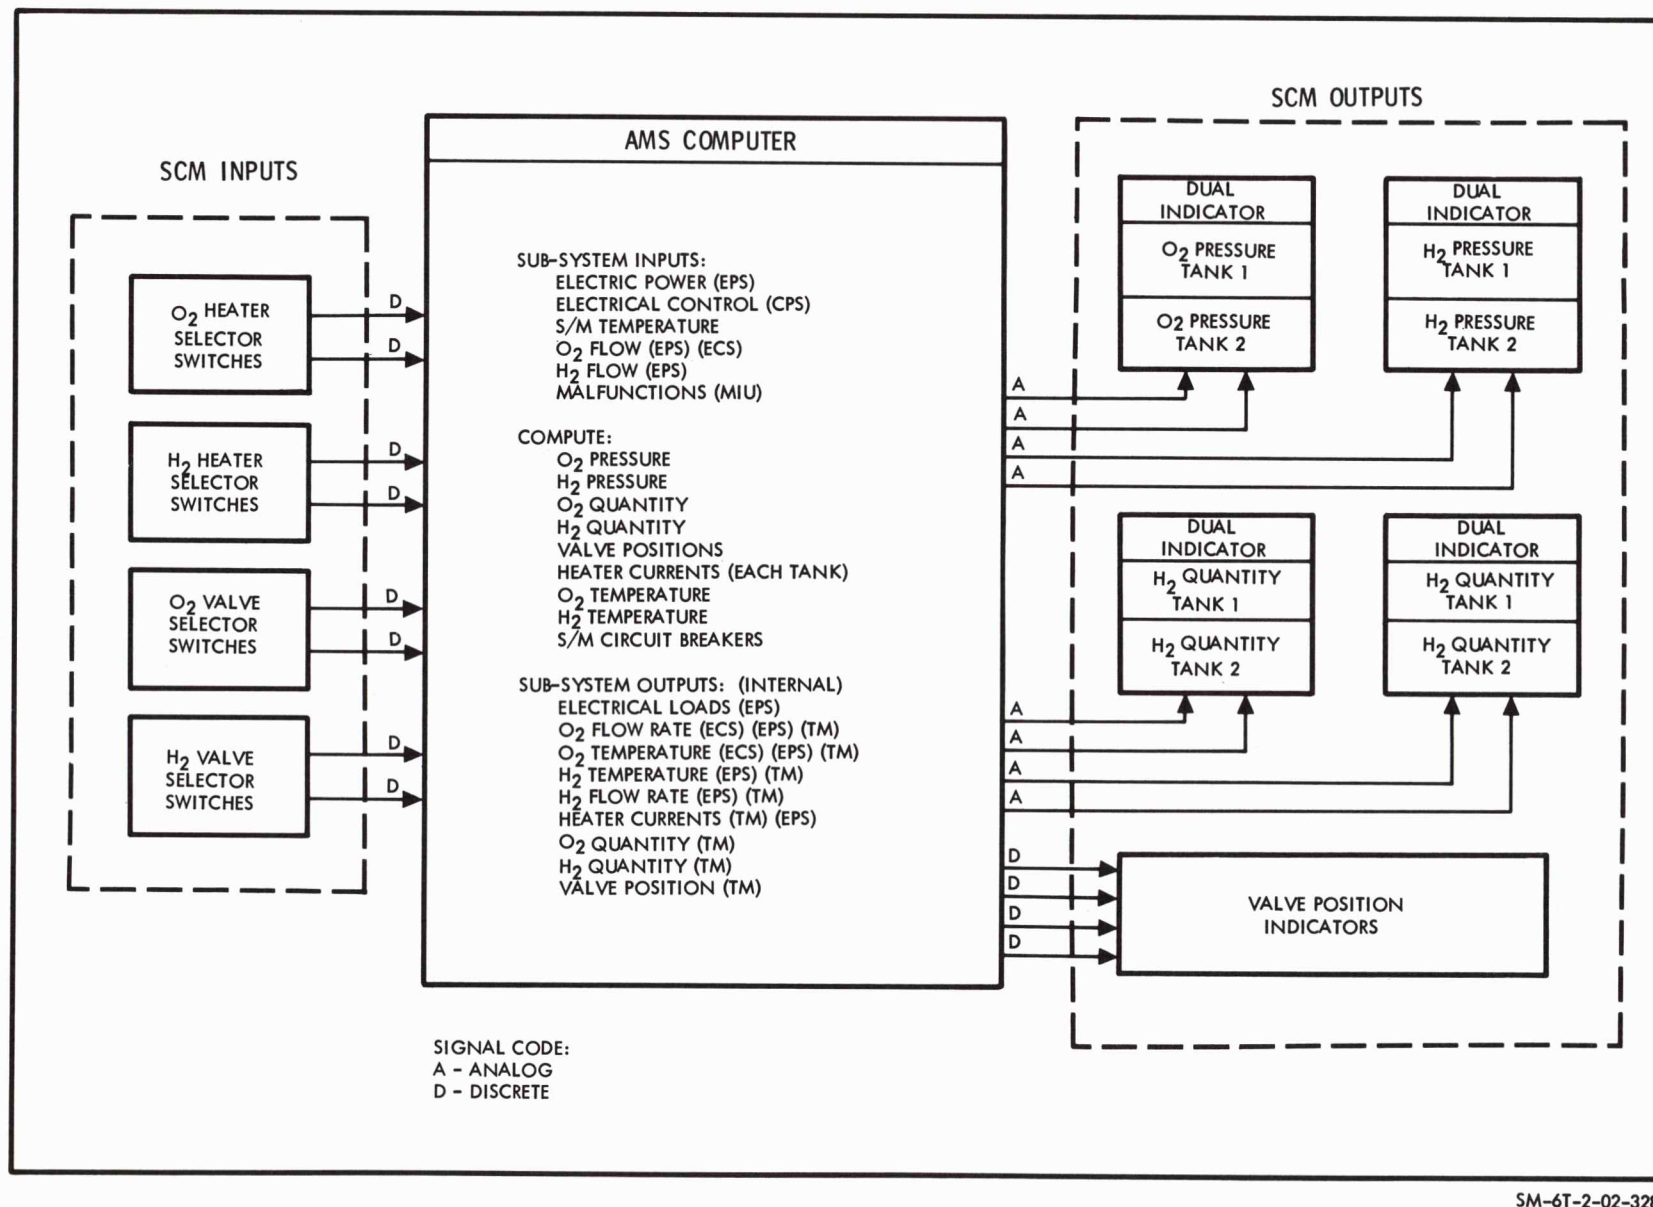 SCM INPUTS
O2 HEATER
SELECTOR
SWITCHES
H2 HEATER
SELECTOR
SWITCHES
O2 VALVE
SELECTOR
SWITCHES
H2 VALVE
SELECTOR
SWITCHES
D
D
D
D
D
D
D
D
AMS COMPUTER
SUB-SYSTEM INPUTS:
ELECTRIC POWER (EPS)
ELECTRICAL CONTROL (CPS)
S/M TEMPERATURE
O2 FLOW (EPS) (ECS)
H2 FLOW (EPS)
MALFUNCTIONS (MIU)
COMPUTE:
O2 PRESSURE
H2 PRESSURE
O2 QUANTITY
H2 QUANTITY
VALVE POSITIONS
HEATER CURRENTS (EACH TANK)
O2 TEMPERATURE
H2 TEMPERATURE
S/M CIRCUIT BREAKERS
SUB-SYSTEM OUTPUTS: (INTERNAL)
ELECTRICAL LOADS (EPS)
O2 FLOW RATE (ECS) (EPS) (TM)
O2 TEMPERATURE (ECS) (EPS) (TM)
H2 TEMPERATURE (EPS) (TM)
H2 FLOW RATE (EPS) (TM)
HEATER CURRENTS (TM) (EPS)
O2 QUANTITY (TM)
H2 QUANTITY (TM)
VALVE POSITION (TM)
SCM OUTPUTS
A
A
A
A
DUAL
INDICATOR
O2 PRESSURE
TANK 1
O2 PRESSURE
TANK 2
DUAL
INDICATOR
H2 PRESSURE
TANK 1
H2 PRESSURE
TANK 2
A
A
A
A
DUAL
INDICATOR
H2 QUANTITY
TANK 1
H2 QUANTITY
TANK 2
DUAL
INDICATOR
H2 QUANTITY
TANK 1
H2 QUANTITY
TANK 2
D
D
D
D
VALVE POSITION
INDICATORS
SIGNAL CODE:
A - ANALOG
D - DISCRETE
SM-6T-2-02-328